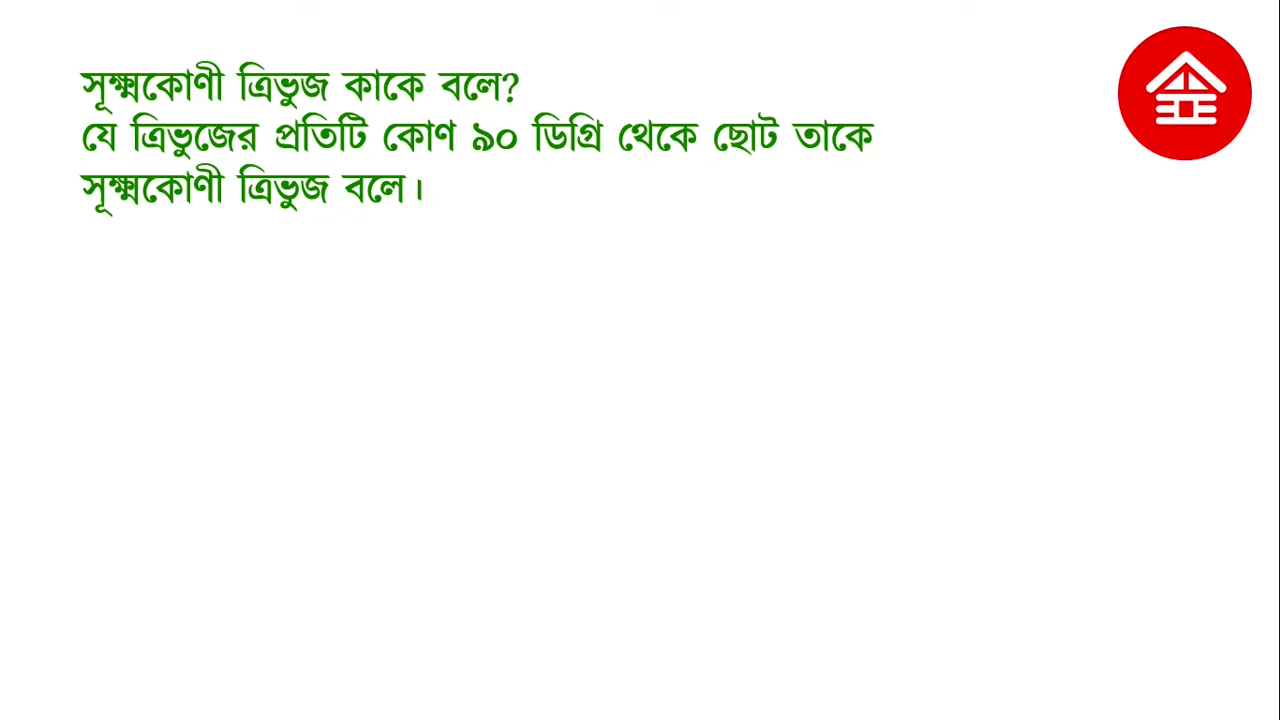 সূক্ষ্মকোণী ত্রিভুজ কাকে বলে?
যে ত্রিভুজের প্রতিটি কোণ ৯০ ডিগ্রি থেকে ছোট তাকে
সূক্ষ্মকোণী ত্রিভুজ বলে।